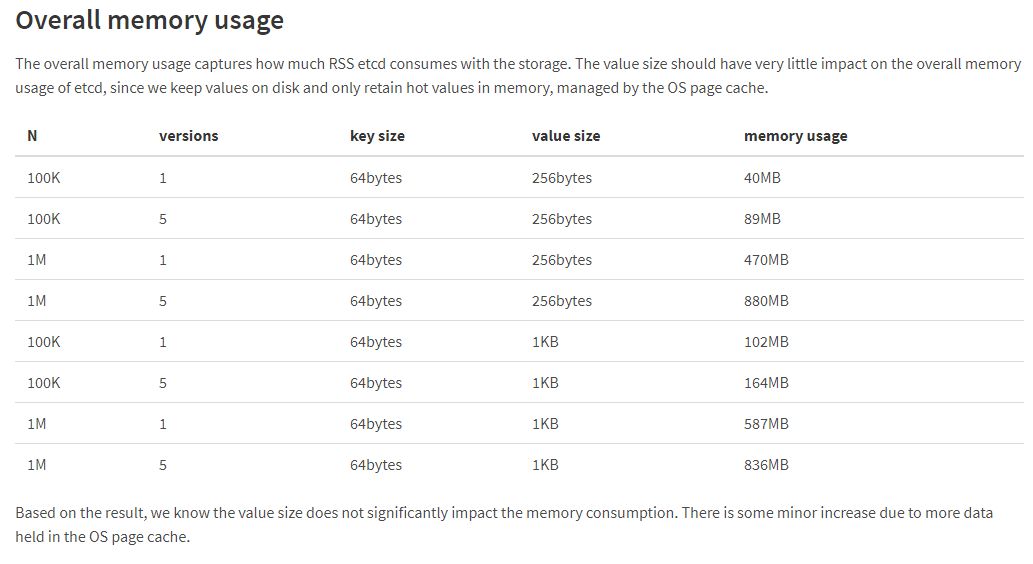 Overall memory usage
The overall memory usage captures how much RSS etcd consumes with the storage. The value size should have very little impact on the overall memory
usage of etcd, since we keep values on disk and only retain hot values in memory, managed by the OS page cache.
N versions key size value size memory usage
100K 1 64bytes 256bytes 40MB
100K 5 64bytes 256bytes 89MB
1M 1 64bytes 256bytes 470MB
1M 5 64bytes 256bytes 880MB
100K 1 64bytes 1KB 102MB
100K 5 64bytes 1KB 164MB
1M 1 64bytes 1KB 587MB
1M 5 64bytes 1KB 836MB
Based on the result, we know the value size does not significantly impact the memory consumption. There is some minor increase due to more data
held in the OS page cache.